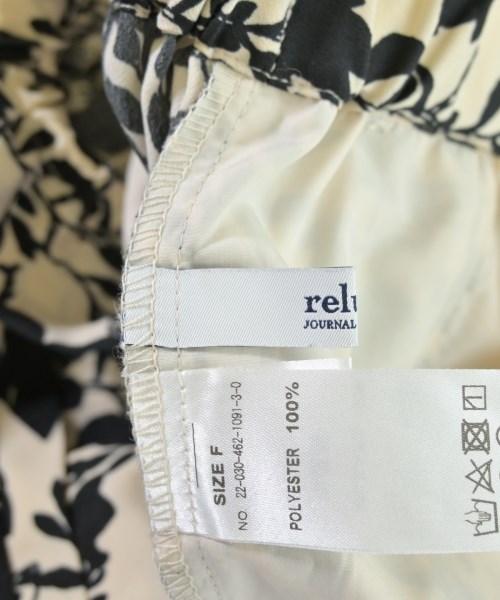 relu
JOURNAL
SIZE F
NO. 22-030-462-1091-3-0
POLYESTER 100%